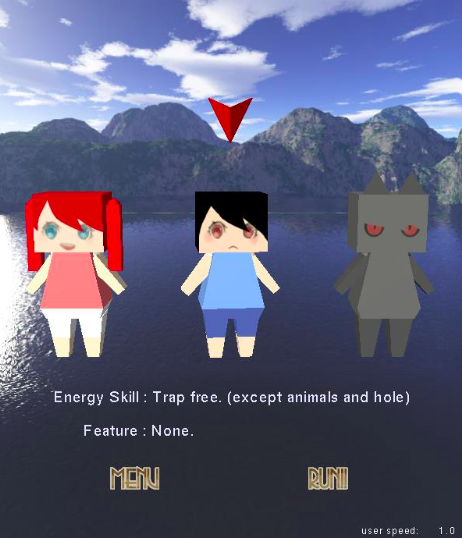 Energy Skill : Trap free. (except animals and hole)
Feature : None.
MENU RUN!!
user speed: 1.0